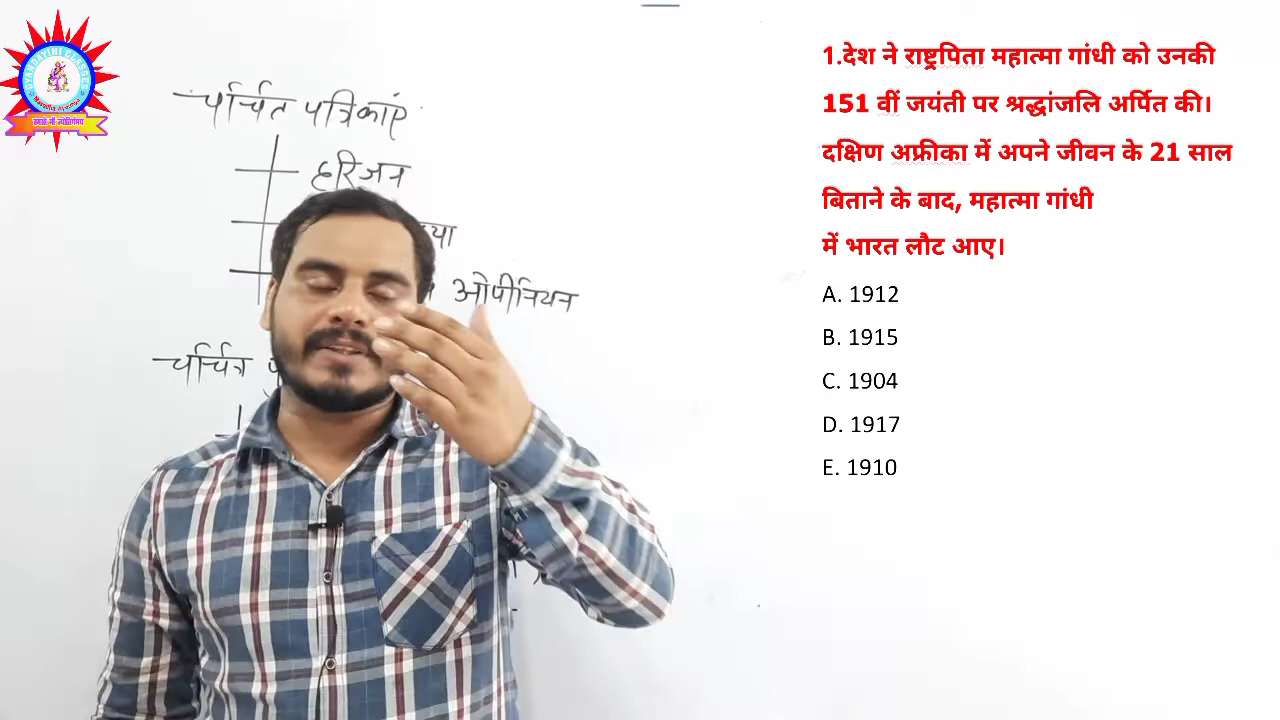 चर्चित पत्रिकाएं
हरिजन
ओपीनियन
चर्चित
1.देश ने राष्ट्रपिता महात्मा गांधी को उनकी
151 वीं जयंती पर श्रद्धांजलि अर्पित की।
दक्षिण अफ्रीका में अपने जीवन के 21 साल
बिताने के बाद, महात्मा गांधी
में भारत लौट आए।
A. 1912
B. 1915
C. 1904
D. 1917
E. 1910